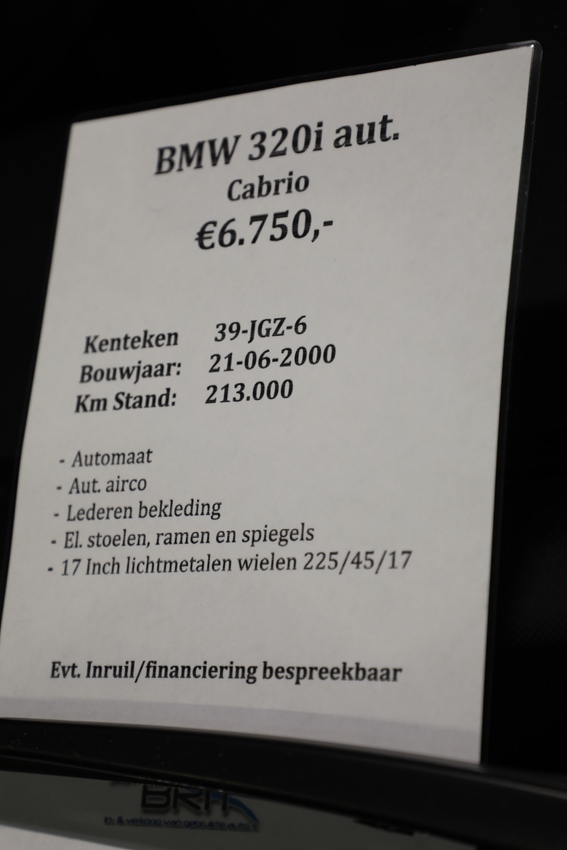 BMW 320i aut.
Cabrio
€6.750,-
Kenteken 39-JGZ-6
Bouwjaar: 21-06-2000
Km Stand: 213.000
- Automaat
- Aut. airco
- Lederen bekleding
- El. stoelen, ramen en spiegels
- 17 Inch lichtmetalen wielen 225/45/17
Evt. Inruil/financiering bespreekbaar